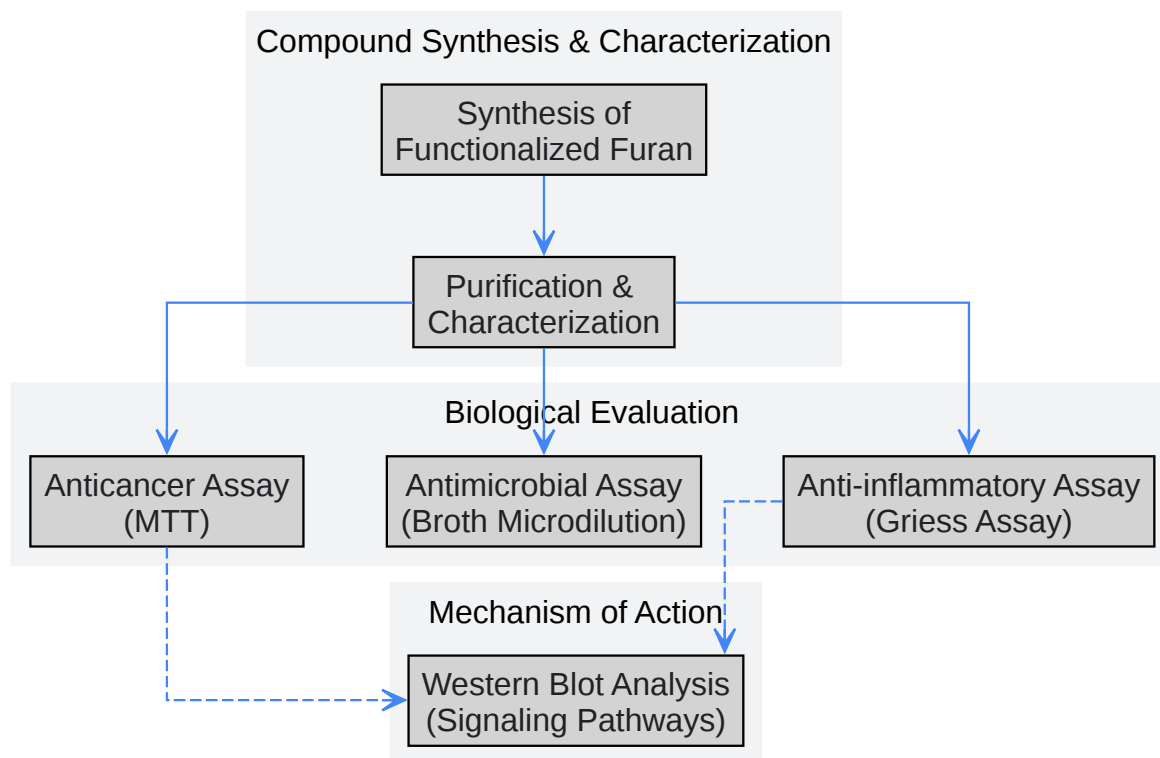 Compound Synthesis & Characterization
Synthesis of
Functionalized Furan
Purification &
Characterization
Biological Evaluation
Anticancer Assay
(MTT)
Antimicrobial Assay
(Broth Microdilution)
Anti-inflammatory Assay
(Griess Assay)
Mechanism of Action
Western Blot Analysis
(Signaling Pathways)